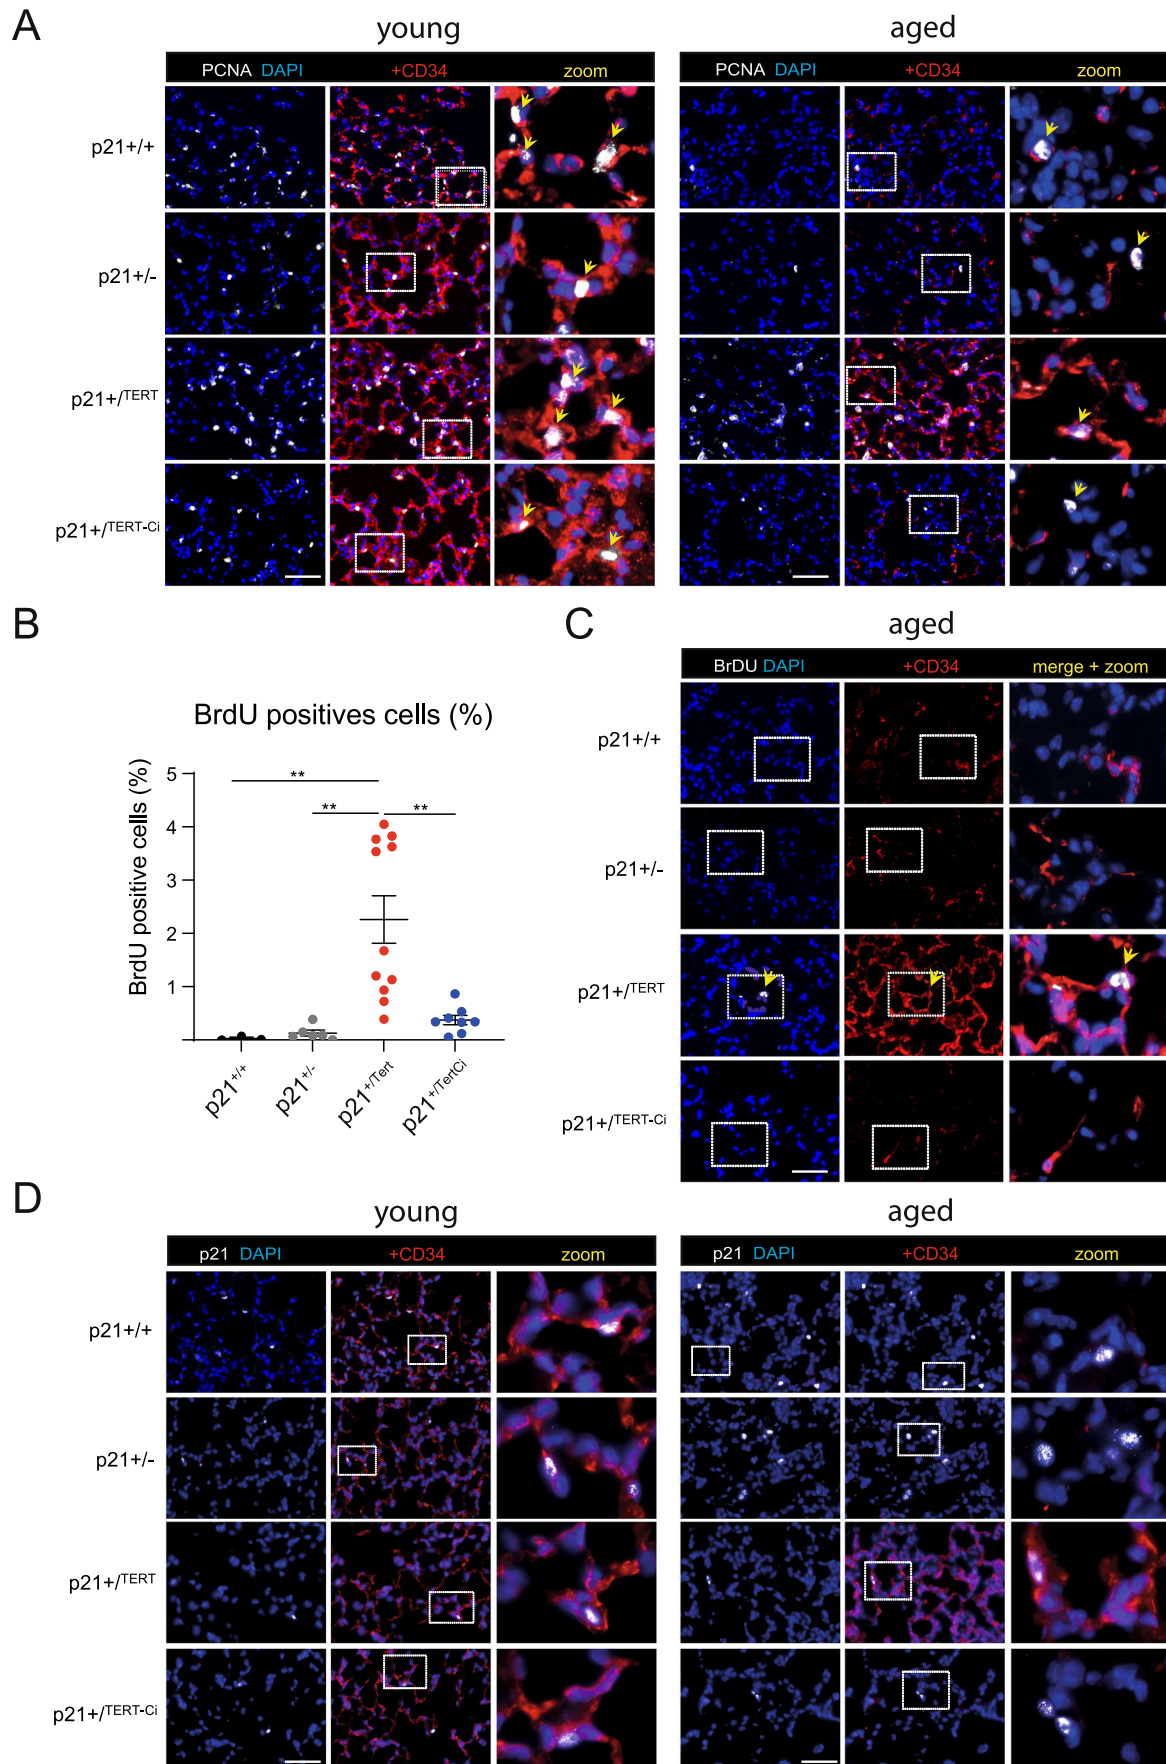 A
young
aged
PCNA DAPI +CD34 zoom
PCNA DAPI +CD34 zoom
p21+/+
p21+/-
p21+/TERT
p21+/TERT-Ci
B
BrdU positives cells (%)
BrdU positive cells (%)
5
4
3
2
1
**
** **
p21+/+
p21+/-
p21+/Tert
p21+/TertCi
C
aged
BrDU DAPI +CD34 merge + zoom
p21+/+
p21+/-
p21+/TERT
p21+/TERT-Ci
D
young
aged
p21 DAPI +CD34 zoom
p21 DAPI +CD34 zoom
p21+/+
p21+/-
p21+/TERT
p21+/TERT-Ci